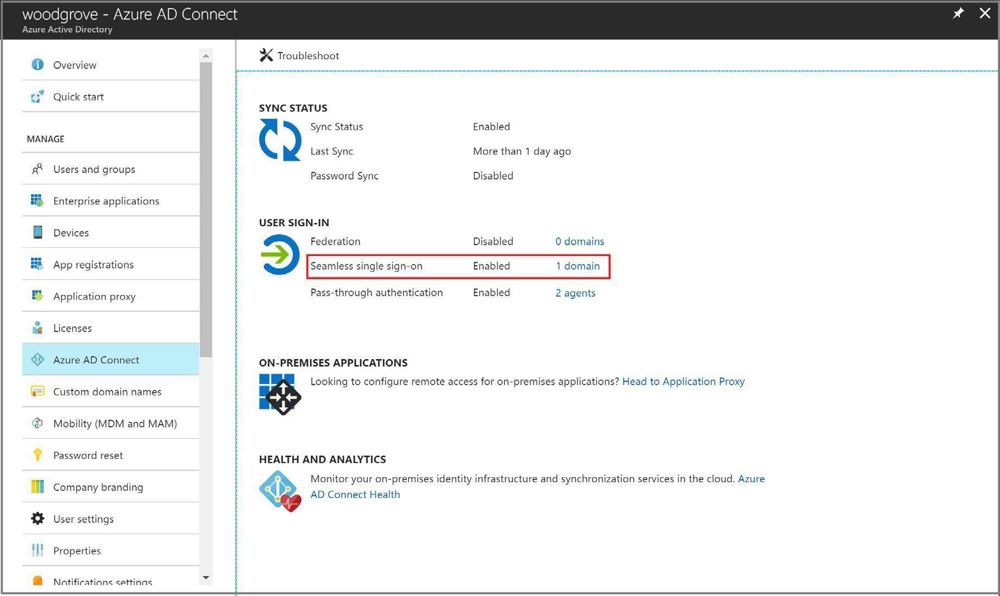 woodgrove - Azure AD Connect
Azure Active Directory
Overview
Quick start
MANAGE
Users and groups
Enterprise applications
Devices
App registrations
Application proxy
Licenses
Azure AD Connect
Custom domain names
Mobility (MDM and MAM)
Password reset
Company branding
User settings
Properties
Notifications settings
Troubleshoot
SYNC STATUS
Sync Status Enabled
Last Sync More than 1 day ago
Password Sync Disabled
USER SIGN-IN
Federation Disabled 0 domains
Seamless single sign-on Enabled 1 domain
Pass-through authentication Enabled 2 agents
ON-PREMISES APPLICATIONS
Looking to configure remote access for on-premises applications? Head to Application Proxy
HEALTH AND ANALYTICS
Monitor your on-premises identity infrastructure and synchronization services in the cloud. Azure
AD Connect Health